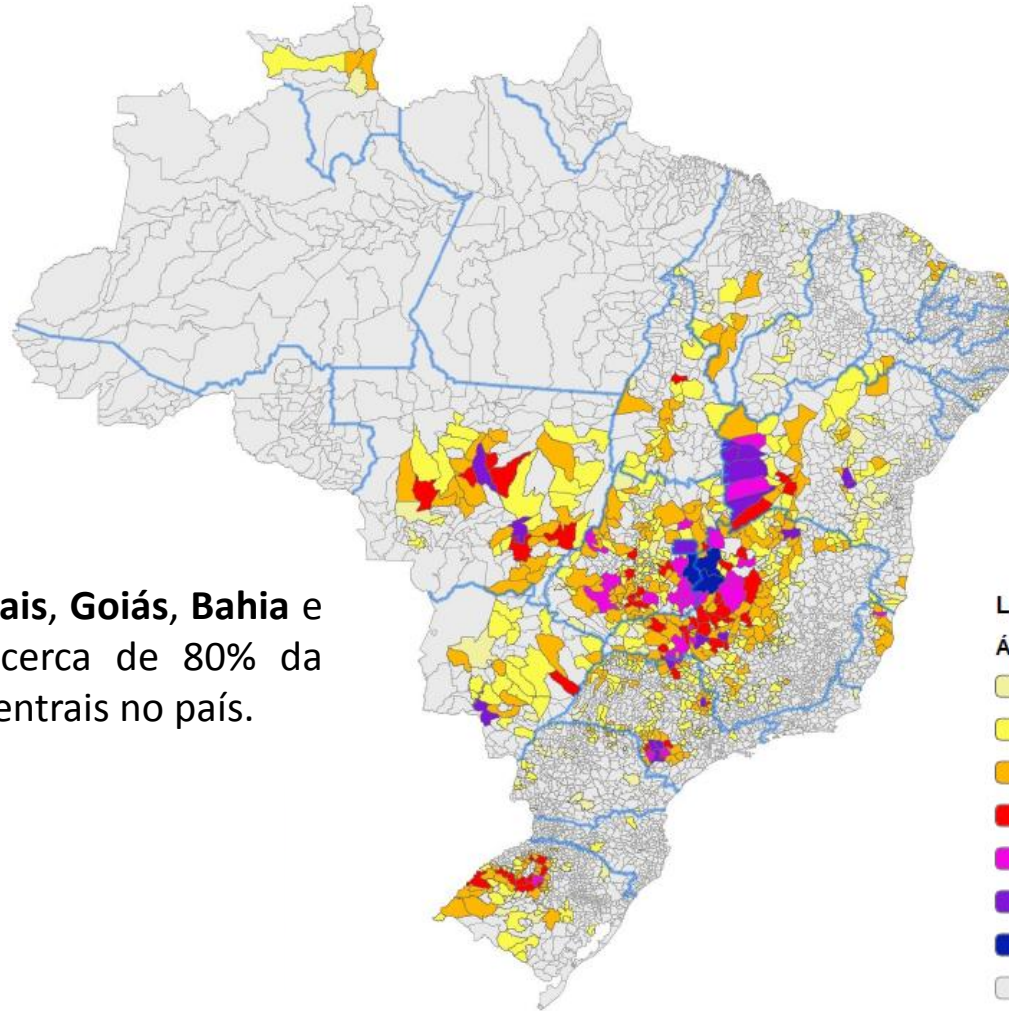 ais, Goiás, Bahia e
cerca de 80% da
entrais no país.
L
Á